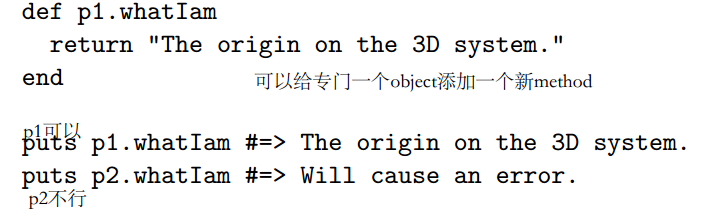 def p1.whatIam
return "The origin on the 3D system."
end
可以给专门一个object添加一个新method
p1可以
puts p1.whatIam #=> The origin on the 3D system.
puts p2.whatIam #=> Will cause an error.
p2不行